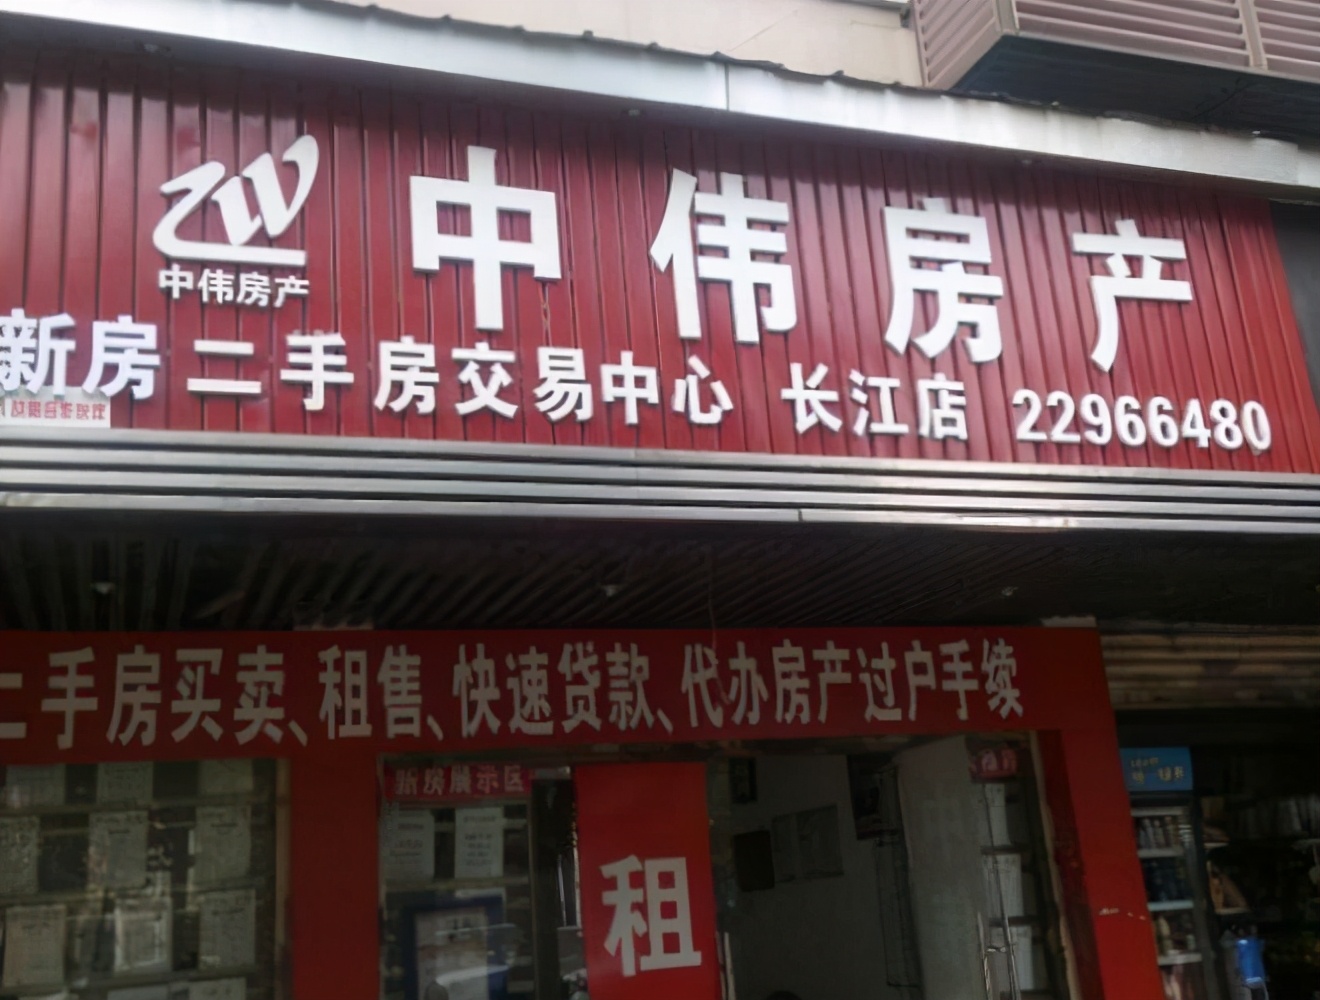 ZW
中伟房产
中伟房产
新房二手房交易中心 长江店 22966480
二手房买卖、租售、快速贷款、代办房产过户手续
新房展示区
租